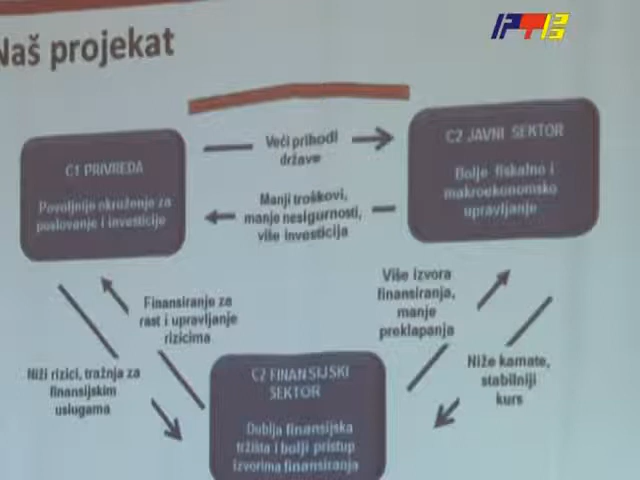 Naš projekat
РТВ
C1 PRIVREDA
Povoljnije okruženje za
poslovanje i investicije
Veći prihodi
države
Manji troškovi,
manje nesigurnosti,
više investicija
C2 JAVNI SEKTOR
Bolje fiskalno i
makroekonomsko
upravljanje
Finansiranje za
rast i upravljanje
rizicima
Više izvora
finansiranja,
manje
preklapanja
Niži rizici, tražnja za
finansijskim
uslugama
C2 FINANSIJSKI
SEKTOR
Dublja finansijska
tržišta i bolji pristup
izvorima finansiranja
Niže kamate,
stabilniji
kurs